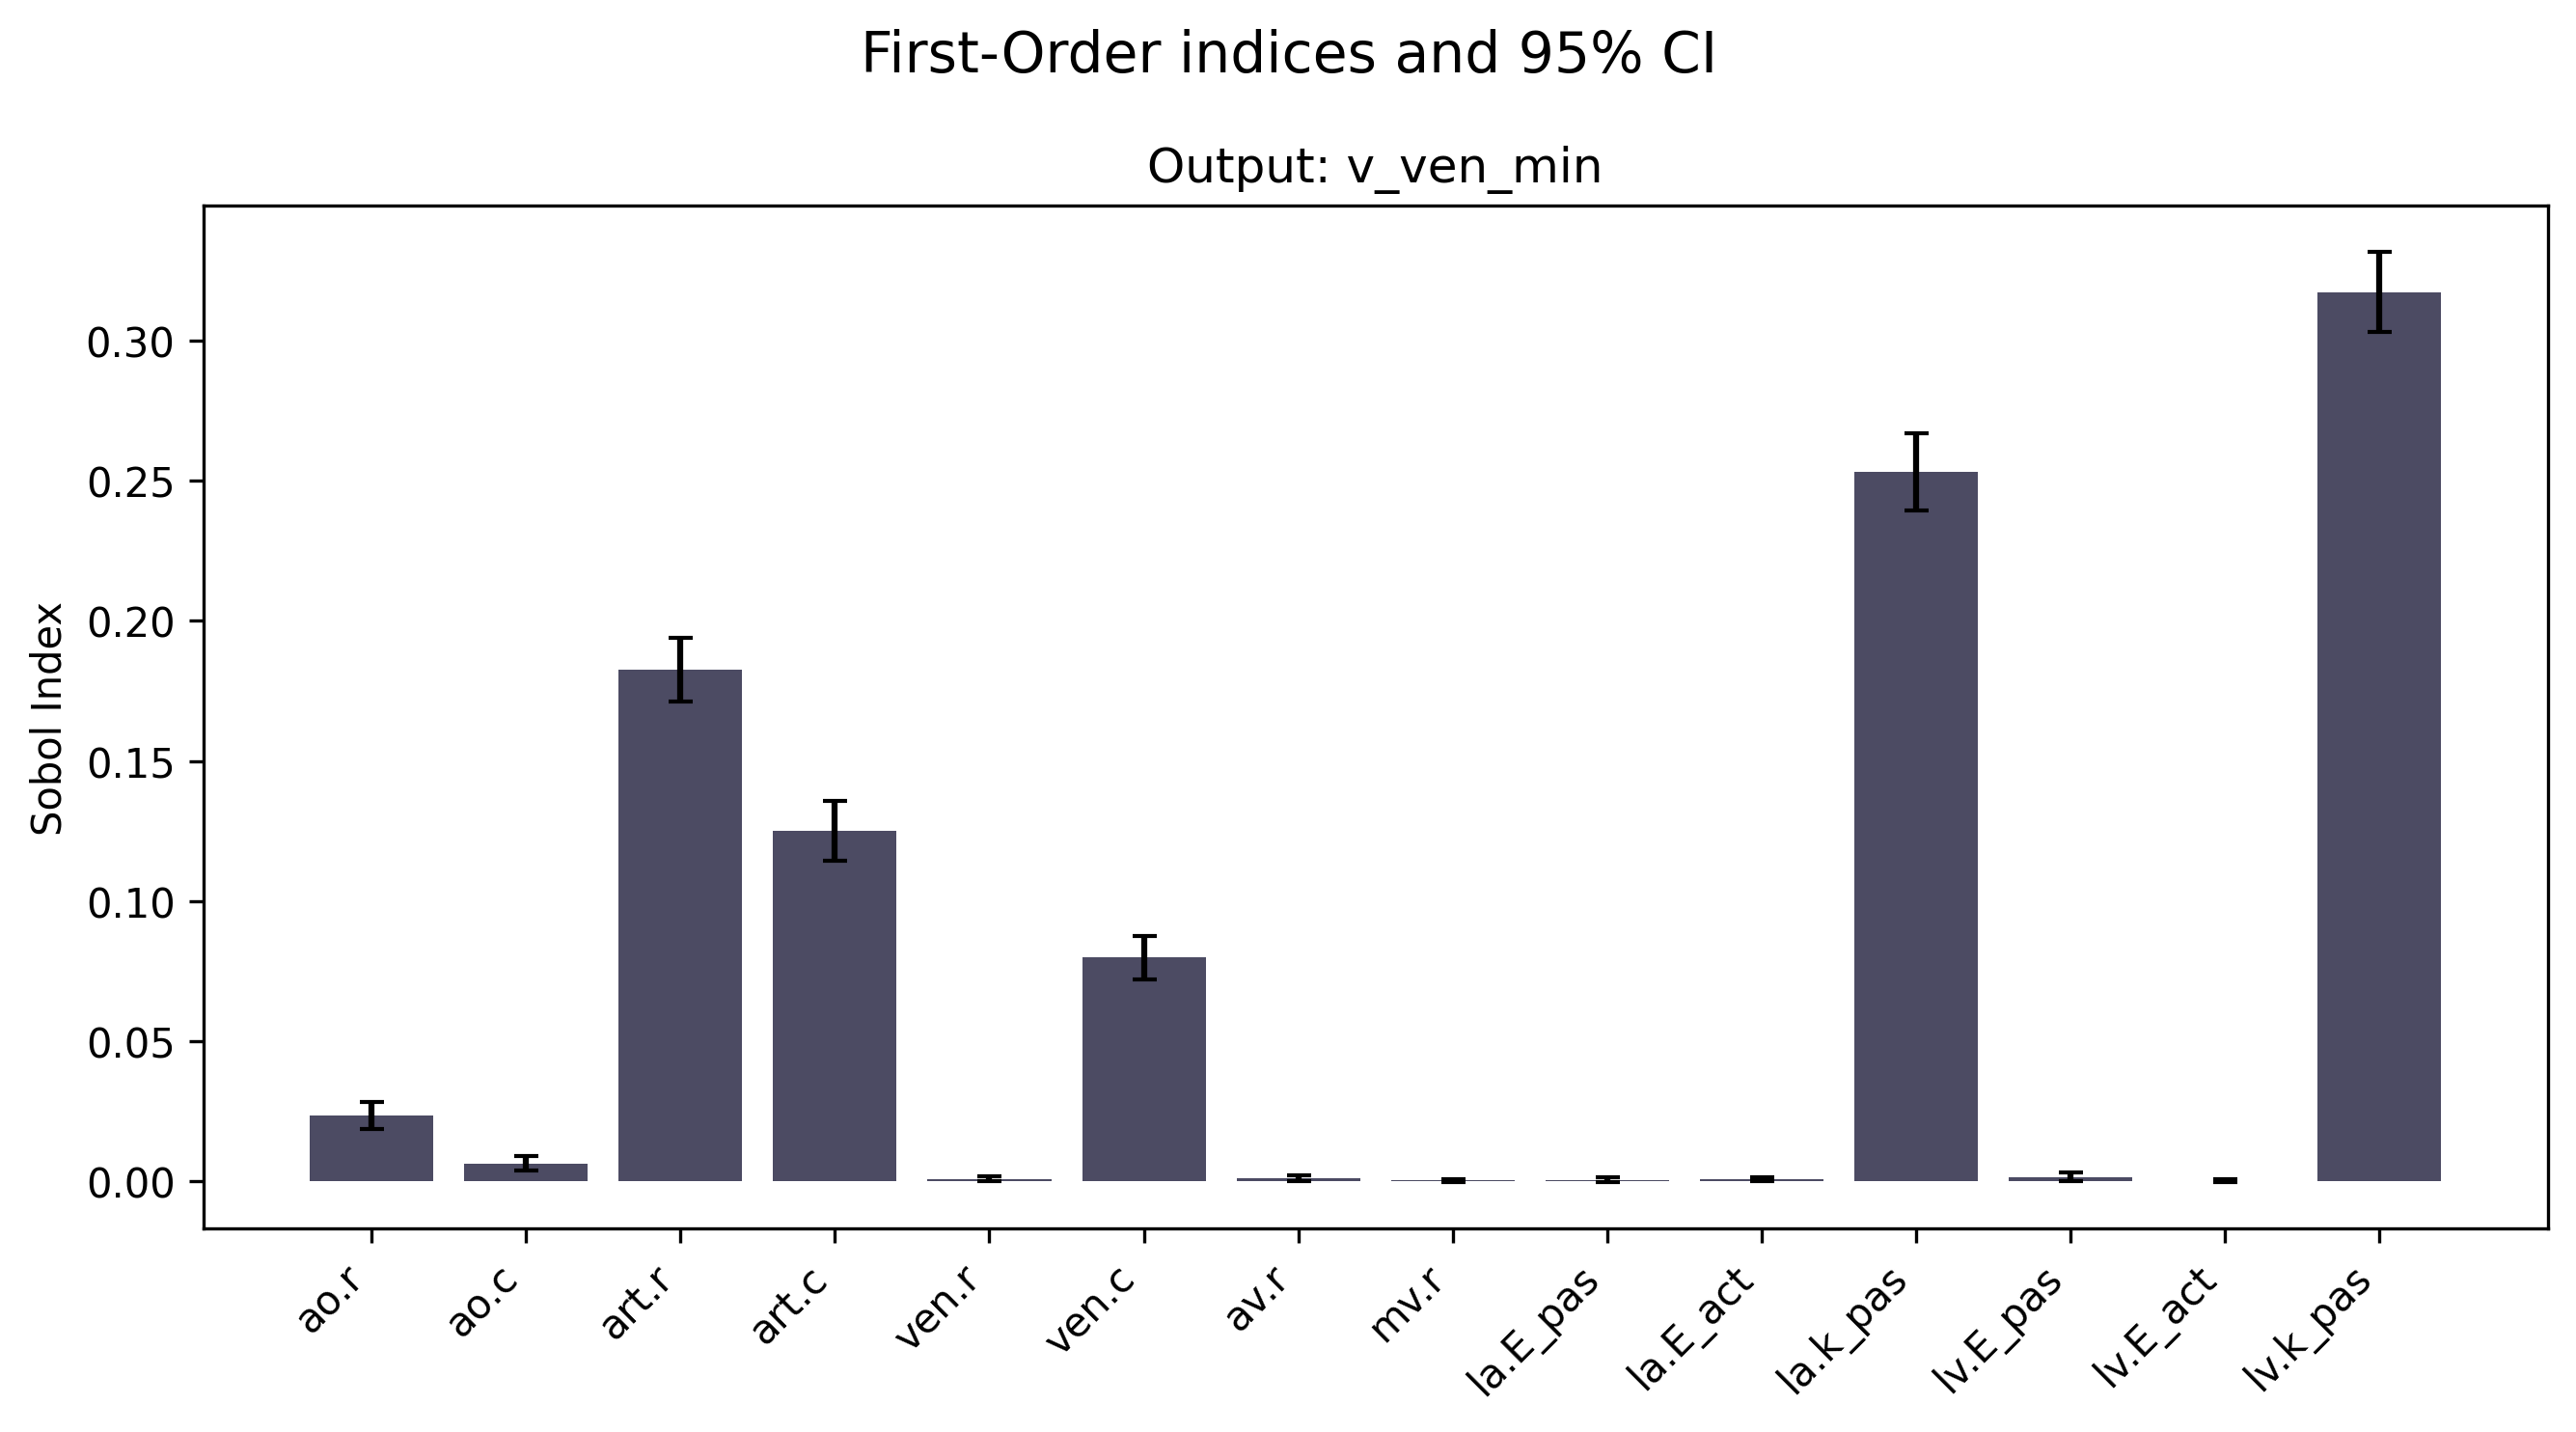 First-Order indices and 95% CI
Output: v_ven_min
Sobol Index
0.30
0.25
0.20
0.15
0.10
0.05
0.00
ao.r
ao.c
art.r
art.c
ven.r
ven.c
av.r
mv.r
la.E_pas
la.E_act
la.k_pas
lv.E_pas
lv.E_act
lv.k_pas